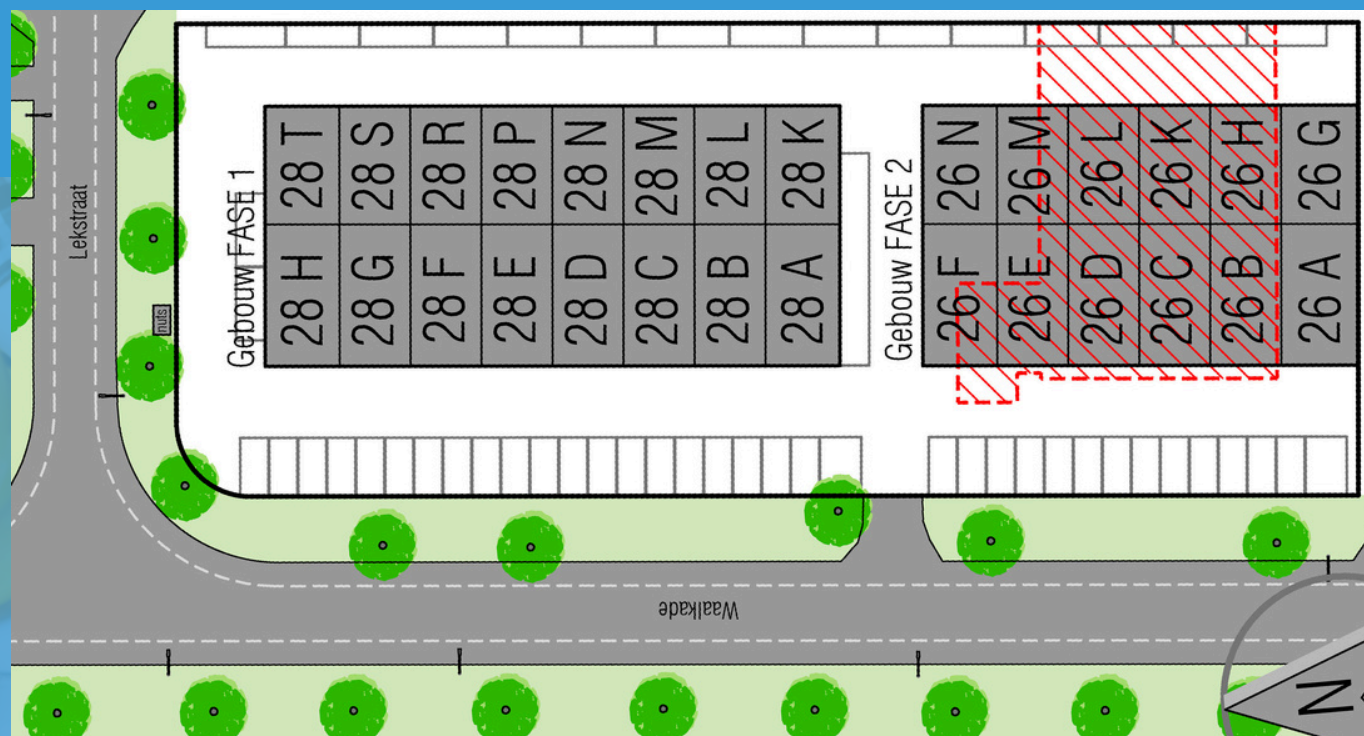 Lekstraat
nuts
Gebouw FASE 1
28 T
28 S
28 R
28 P
28 N
28 M
28 L
28 K
28 H
28 G
28 F
28 E
28 D
28 C
28 B
28 A
Gebouw FASE 2
26 N
26 M
26 L
26 K
26 H
26 G
26 F
26 E
26 D
26 C
26 B
26 A
Waalkade
N